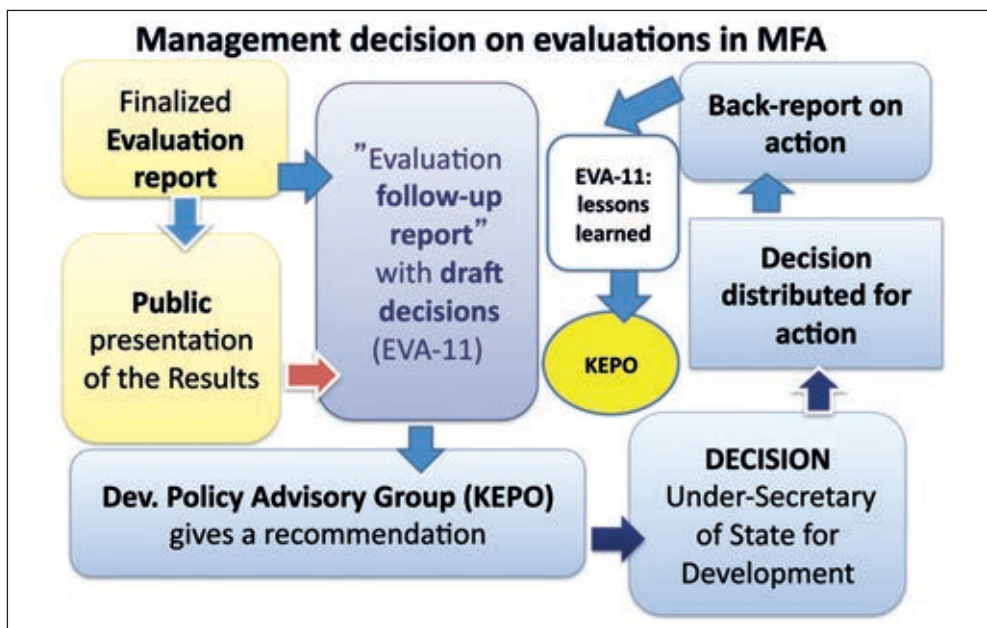 Management decision on evaluations in MFA
Finalized
Evaluation
report
Public
presentation
of the Results
”Evaluation
follow-up
report”
with draft
decisions
(EVA-11)
Dev. Policy Advisory Group (KEPO)
gives a recommendation
DECISION
Under-Secretary
of State for
Development
Decision
distributed for
action
Back-report on
action
EVA-11:
lessons
learned
KEPO